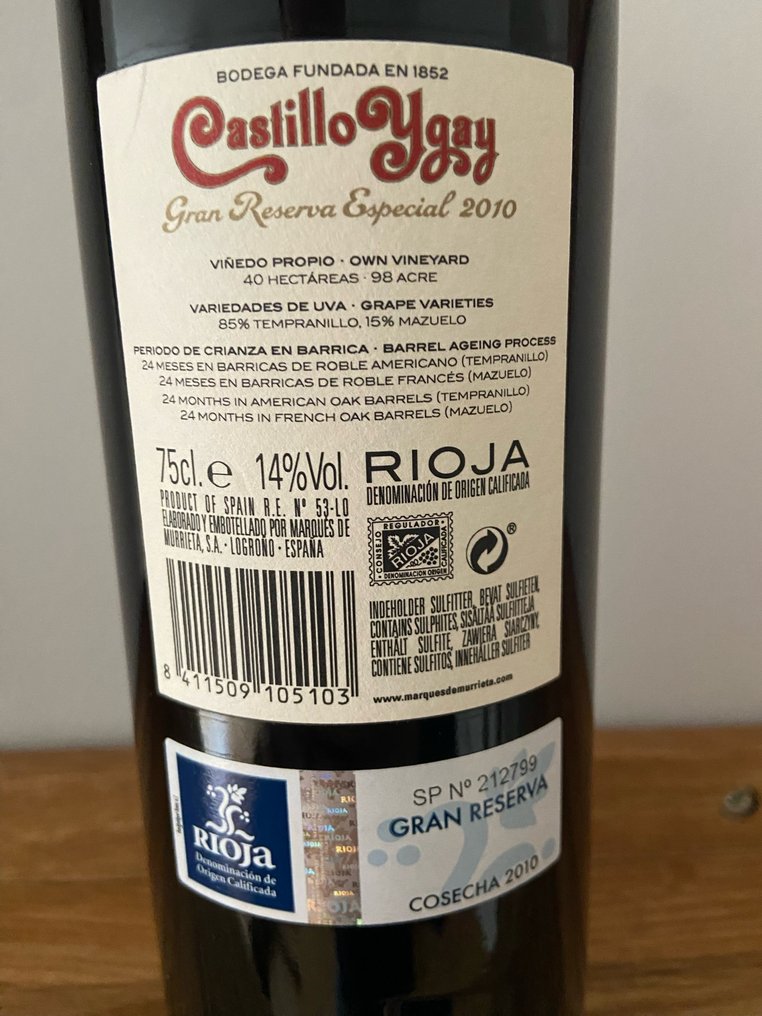 BODEGA FUNDADA EN 1852
Castillo Ygay
Gran Reserva Especial 2010
VIÑEDO PROPIO · OWN VINEYARD
40 HECTÁREAS · 98 ACRE
VARIEDADES DE UVA · GRAPE VARIETIES
85% TEMPRANILLO, 15% MAZUELO
PERIODO DE CRIANZA EN BARRICA · BARREL AGEING PROCESS
24 MESES EN BARRICAS DE ROBLE AMERICANO (TEMPRANILLO)
24 MESES EN BARRICAS DE ROBLE FRANCÉS (MAZUELO)
24 MONTHS IN AMERICAN OAK BARRELS (TEMPRANILLO)
24 MONTHS IN FRENCH OAK BARRELS (MAZUELO)
75cl. e 14%Vol.
PRODUCT OF SPAIN R.E. Nº 53-LO
ELABORADO Y EMBOTELLADO POR MARQUÉS DE
MURRIETA, S.A. · LOGROÑO · ESPAÑA
8 411509 105103
RIOJA
DENOMINACIÓN DE ORIGEN CALIFICADA
CONSEJO REGULADOR
RIOJA
DENOMINACION ORIGEN CALIFICADA
®
INDEHOLDER SULFITTER, BEVAT SULFIETEN,
CONTAINS SULPHITES, SISÄLTÄÄ SULFIITTEJA
ENTHÄLT SULFITE, ZAWIERA SIARCZYNY,
CONTIENE SULFITOS, INNEHÅLLER SULFITER
www.marquesdemurrieta.com
RIOJa
Denominación de
Origen Calificada
RIOJA
SP Nº 212799
GRAN RESERVA
COSECHA 2010